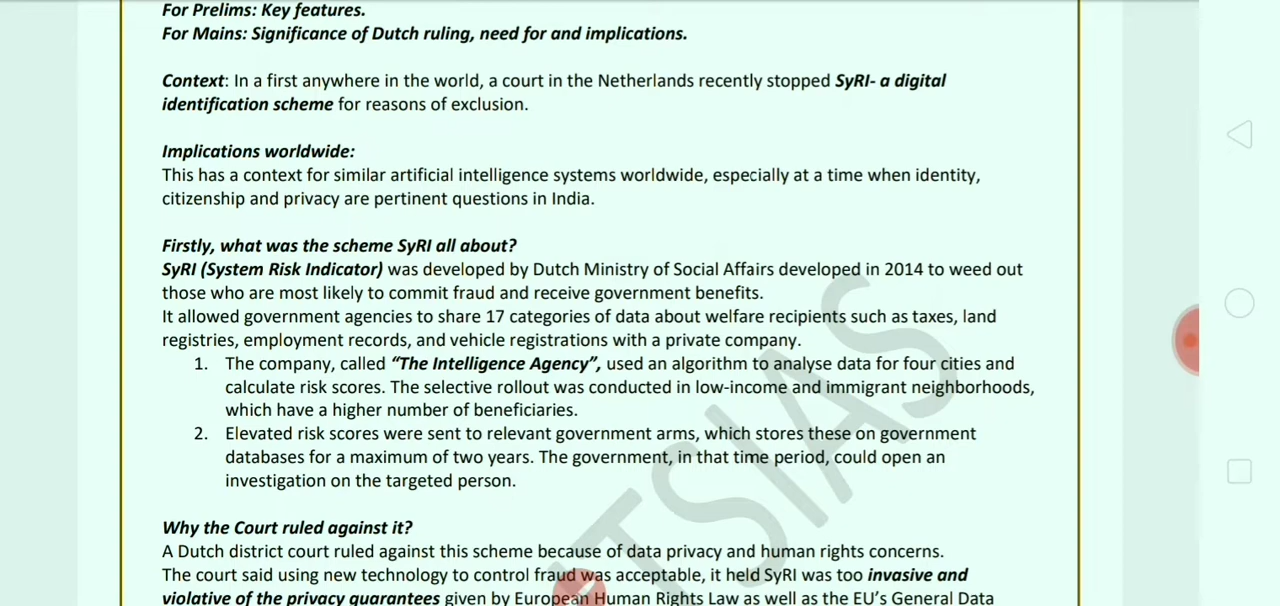 For Prelims: Key features.
For Mains: Significance of Dutch ruling, need for and implications.
Context: In a first anywhere in the world, a court in the Netherlands recently stopped SyRI- a digital
identification scheme for reasons of exclusion.
Implications worldwide:
This has a context for similar artificial intelligence systems worldwide, especially at a time when identity,
citizenship and privacy are pertinent questions in India.
Firstly, what was the scheme SyRI all about?
SyRI (System Risk Indicator) was developed by Dutch Ministry of Social Affairs developed in 2014 to weed out
those who are most likely to commit fraud and receive government benefits.
It allowed government agencies to share 17 categories of data about welfare recipients such as taxes, land
registries, employment records, and vehicle registrations with a private company.
1. The company, called “The Intelligence Agency”, used an algorithm to analyse data for four cities and
calculate risk scores. The selective rollout was conducted in low-income and immigrant neighborhoods,
which have a higher number of beneficiaries.
2. Elevated risk scores were sent to relevant government arms, which stores these on government
databases for a maximum of two years. The government, in that time period, could open an
investigation on the targeted person.
Why the Court ruled against it?
A Dutch district court ruled against this scheme because of data privacy and human rights concerns.
The court said using new technology to control fraud was acceptable, it held SyRI was too invasive and
violative of the privacy guarantees given by European Human Rights Law as well as the EU’s General Data
TSIAS